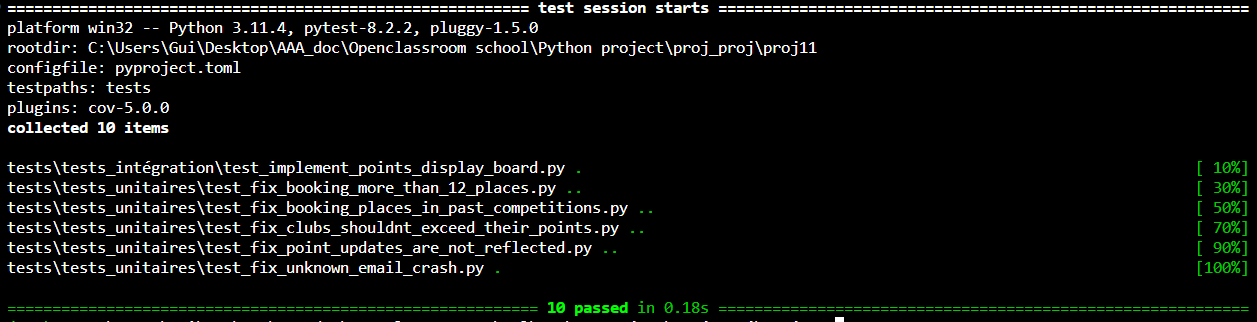 ============================================================= test session starts =============================================================
platform win32 -- Python 3.11.4, pytest-8.2.2, pluggy-1.5.0
rootdir: C:\Users\Gui\Desktop\AAA_doc\Openclassroom school\Python project\proj_proj\proj11
configfile: pyproject.toml
testpaths: tests
plugins: cov-5.0.0
collected 10 items
tests\tests_intégration\test_implement_points_display_board.py . [ 10%]
tests\tests_unitaires\test_fix_booking_more_than_12_places.py .. [ 30%]
tests\tests_unitaires\test_fix_booking_places_in_past_competitions.py .. [ 50%]
tests\tests_unitaires\test_fix_clubs_shouldnt_exceed_their_points.py .. [ 70%]
tests\tests_unitaires\test_fix_point_updates_are_not_reflected.py .. [ 90%]
tests\tests_unitaires\test_fix_unknown_email_crash.py . [100%]
============================================================== 10 passed in 0.18s ==============================================================